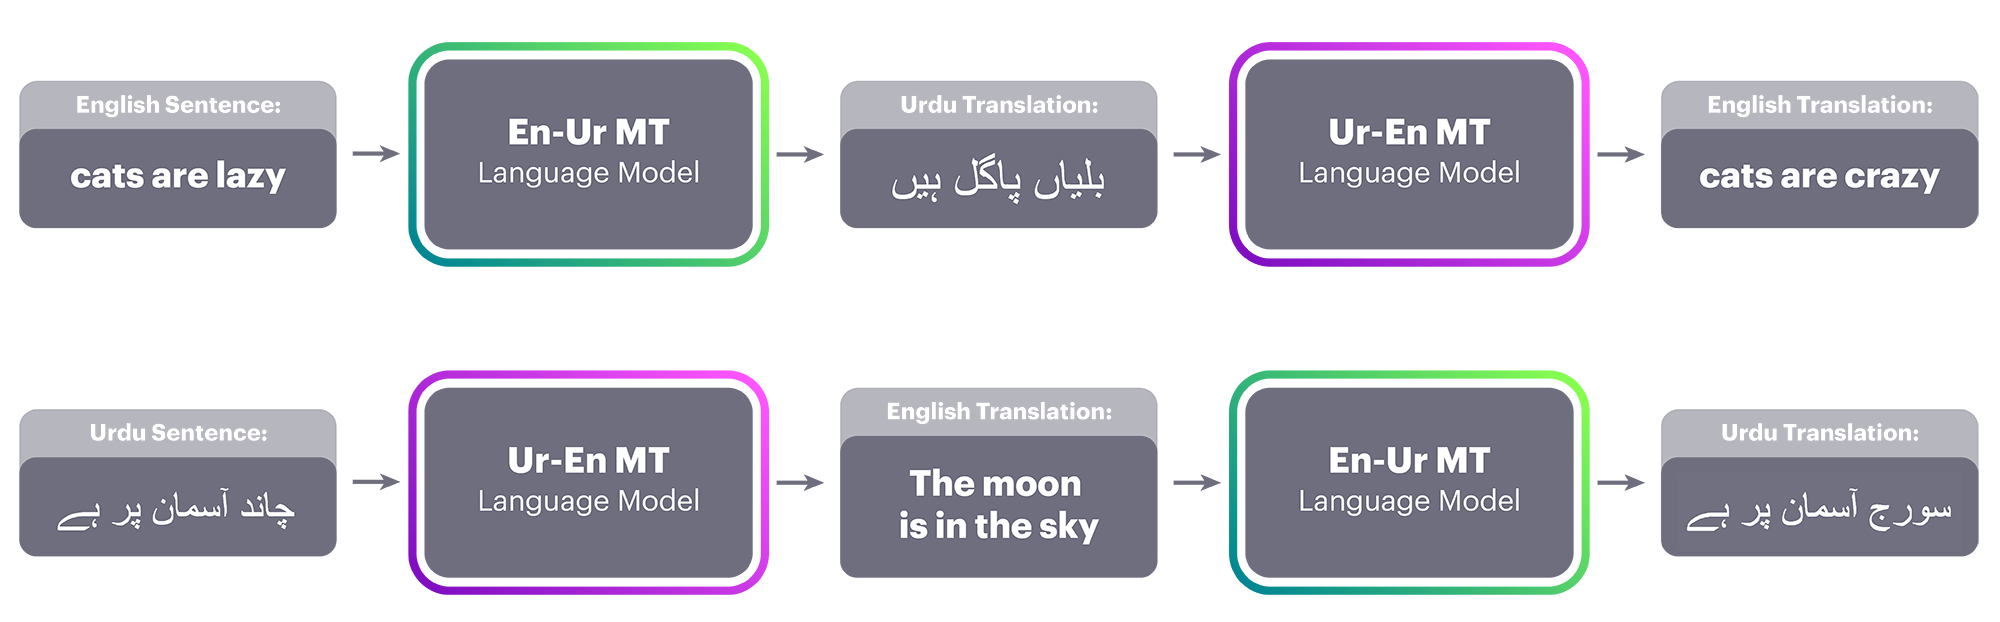 English Sentence:
cats are lazy
En-Ur MT
Language Model
Urdu Translation:
بلیاں پاگل ہیں
Ur-En MT
Language Model
English Translation:
cats are crazy
Urdu Sentence:
چاند آسمان پر ہے
Ur-En MT
Language Model
English Translation:
The moon
is in the sky
En-Ur MT
Language Model
Urdu Translation:
سورج آسمان پر ہے